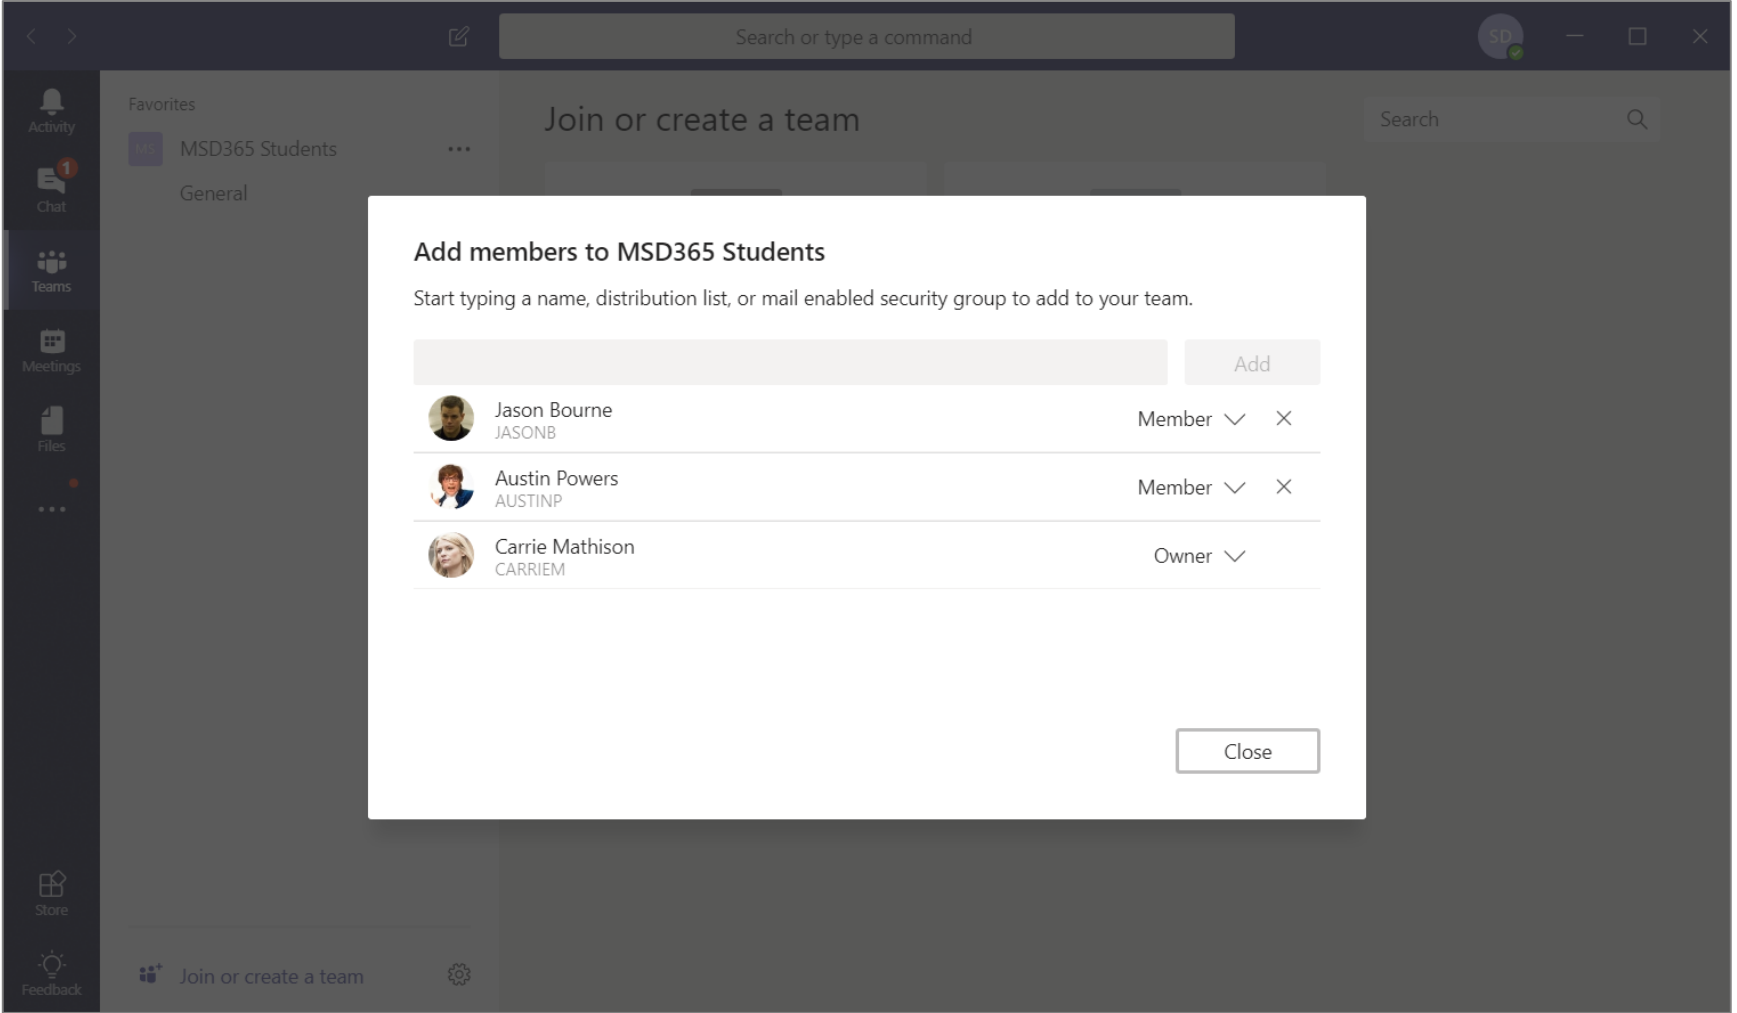 Search or type a command
SD
Activity
1
Chat
Teams
Meetings
Files
Store
Feedback
Favorites
MS
MSD365 Students
General
Join or create a team
Join or create a team
Search
Add members to MSD365 Students
Start typing a name, distribution list, or mail enabled security group to add to your team.
Add
Jason Bourne
JASONB
Member
Austin Powers
AUSTINP
Member
Carrie Mathison
CARRIEM
Owner
Close